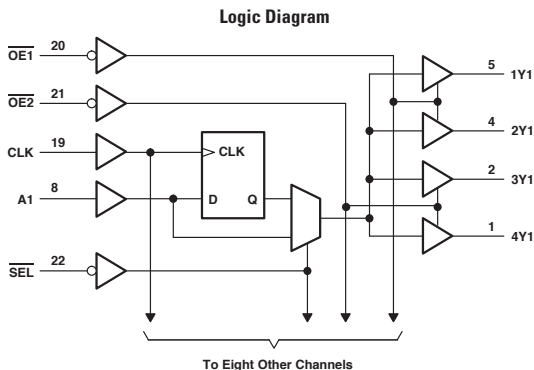 Logic Diagram
OE1 20
OE2 21
CLK 19
A1 8
SEL 22
CLK
D Q
5 1Y1
4 2Y1
2 3Y1
1 4Y1
To Eight Other Channels